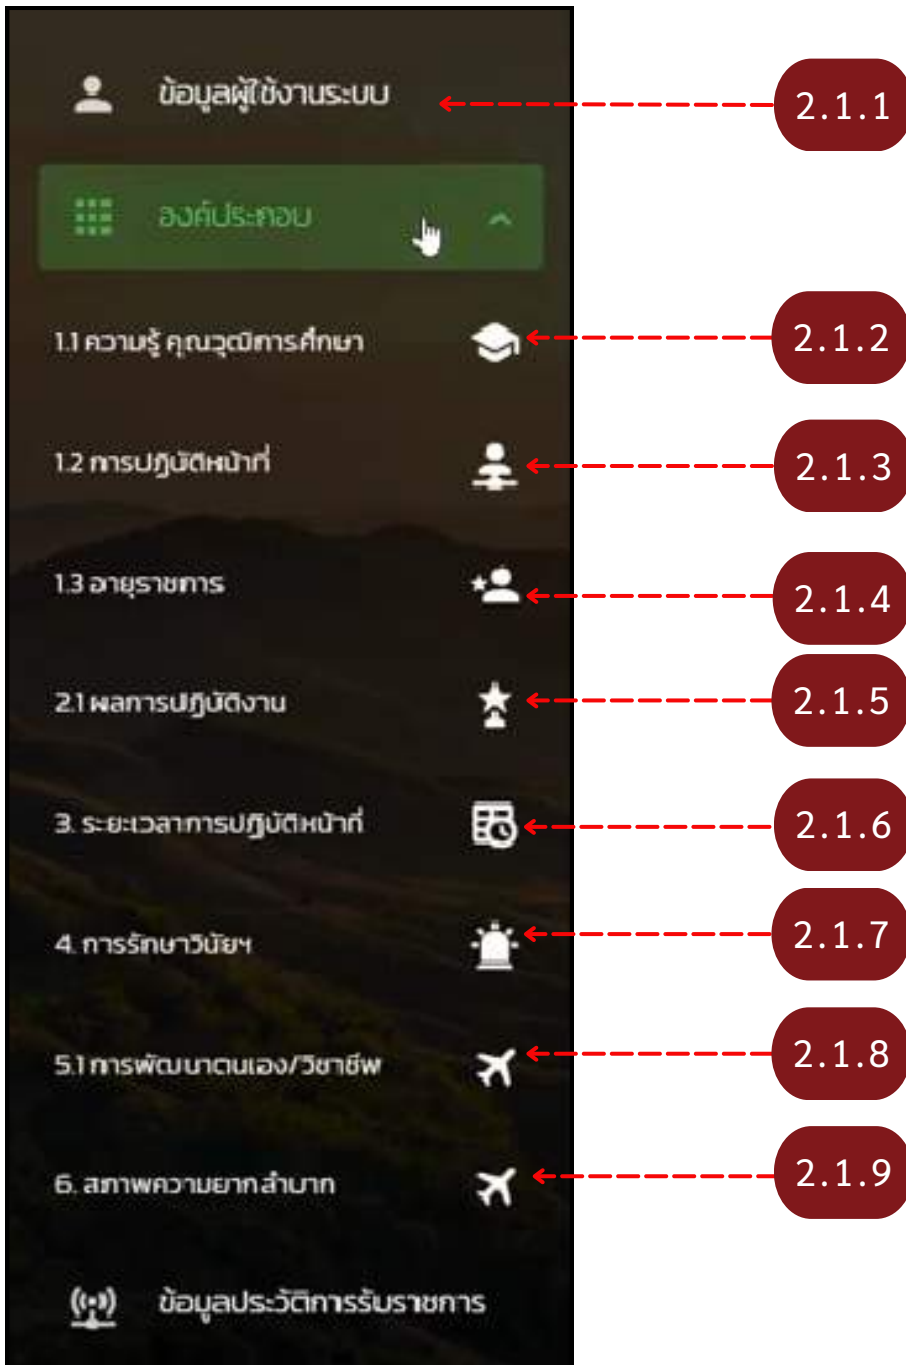 ข้อมูลผู้ใช้งานระบบ 2.1.1
องค์ประกอบ
1.1 ความรู้ คุณวุฒิการศึกษา 2.1.2
1.2 การปฏิบัติหน้าที่ 2.1.3
1.3 อายุราชการ 2.1.4
2.1 ผลการปฏิบัติงาน 2.1.5
3. ระยะเวลาการปฏิบัติหน้าที่ 2.1.6
4. การรักษาวินัยฯ 2.1.7
5.1 การพัฒนาตนเอง/วิชาชีพ 2.1.8
6. สภาพความยากลำบาก 2.1.9
ข้อมูลประวัติการรับราชการ